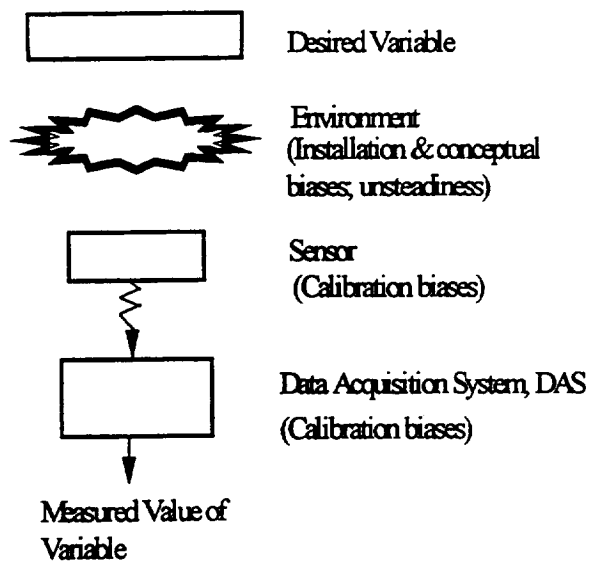 Desired Variable
Environment
(Installation & conceptual
biases; unsteadiness)
Sensor
(Calibration biases)
Data Acquisition System, DAS
(Calibration biases)
Measured Value of
Variable